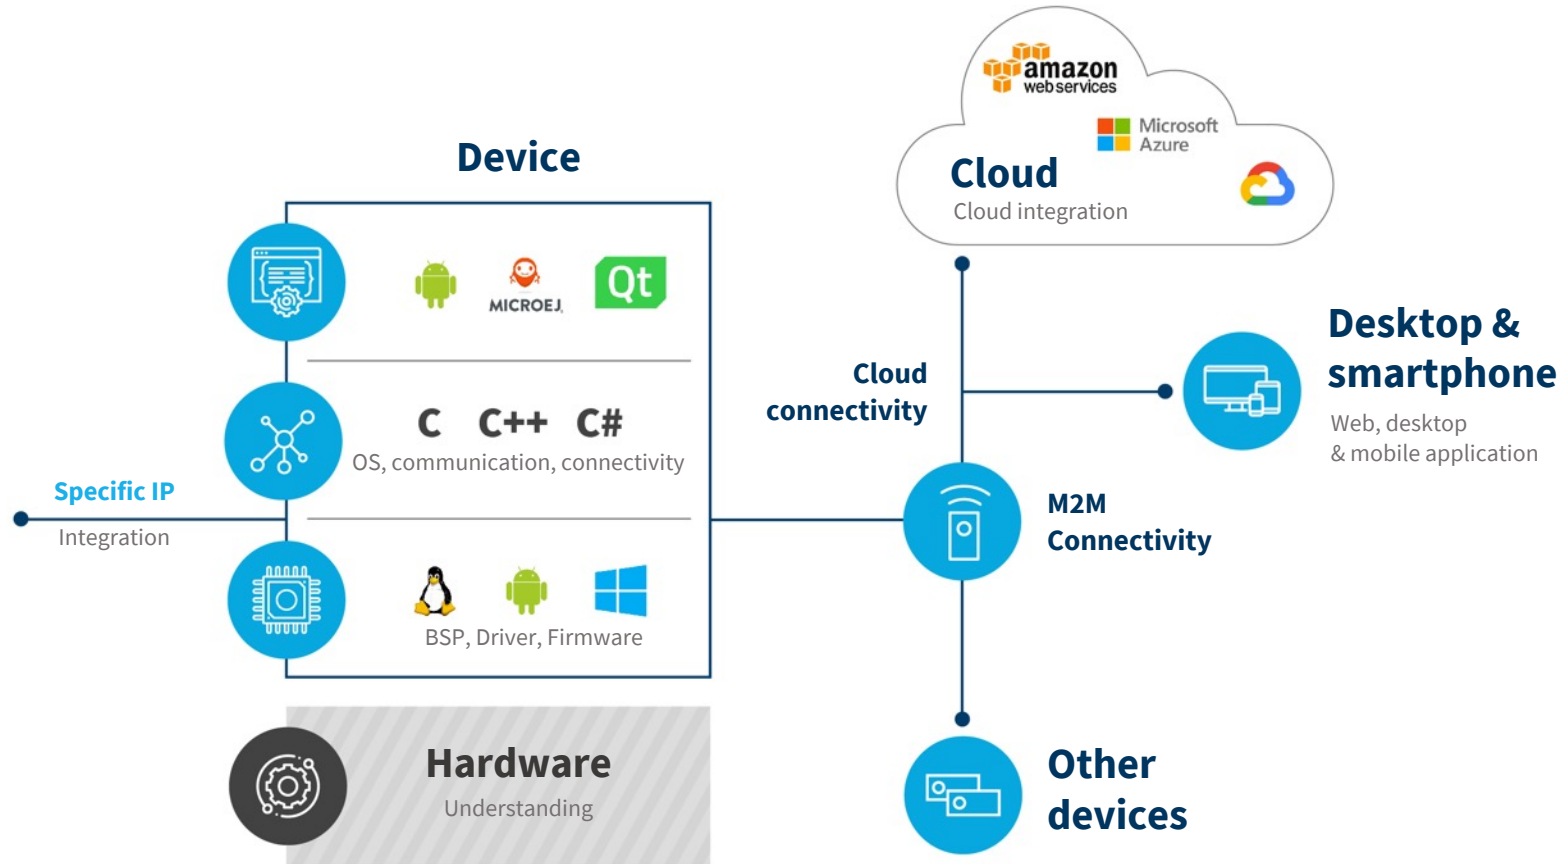 Device
MICROEJ
Qt
C C++ C#
OS, communication, connectivity
Specific IP
Integration
BSP, Driver, Firmware
Hardware
Understanding
amazon
web services
Microsoft
Azure
Cloud
Cloud integration
Cloud
connectivity
Desktop &
smartphone
Web, desktop
& mobile application
M2M
Connectivity
Other
devices